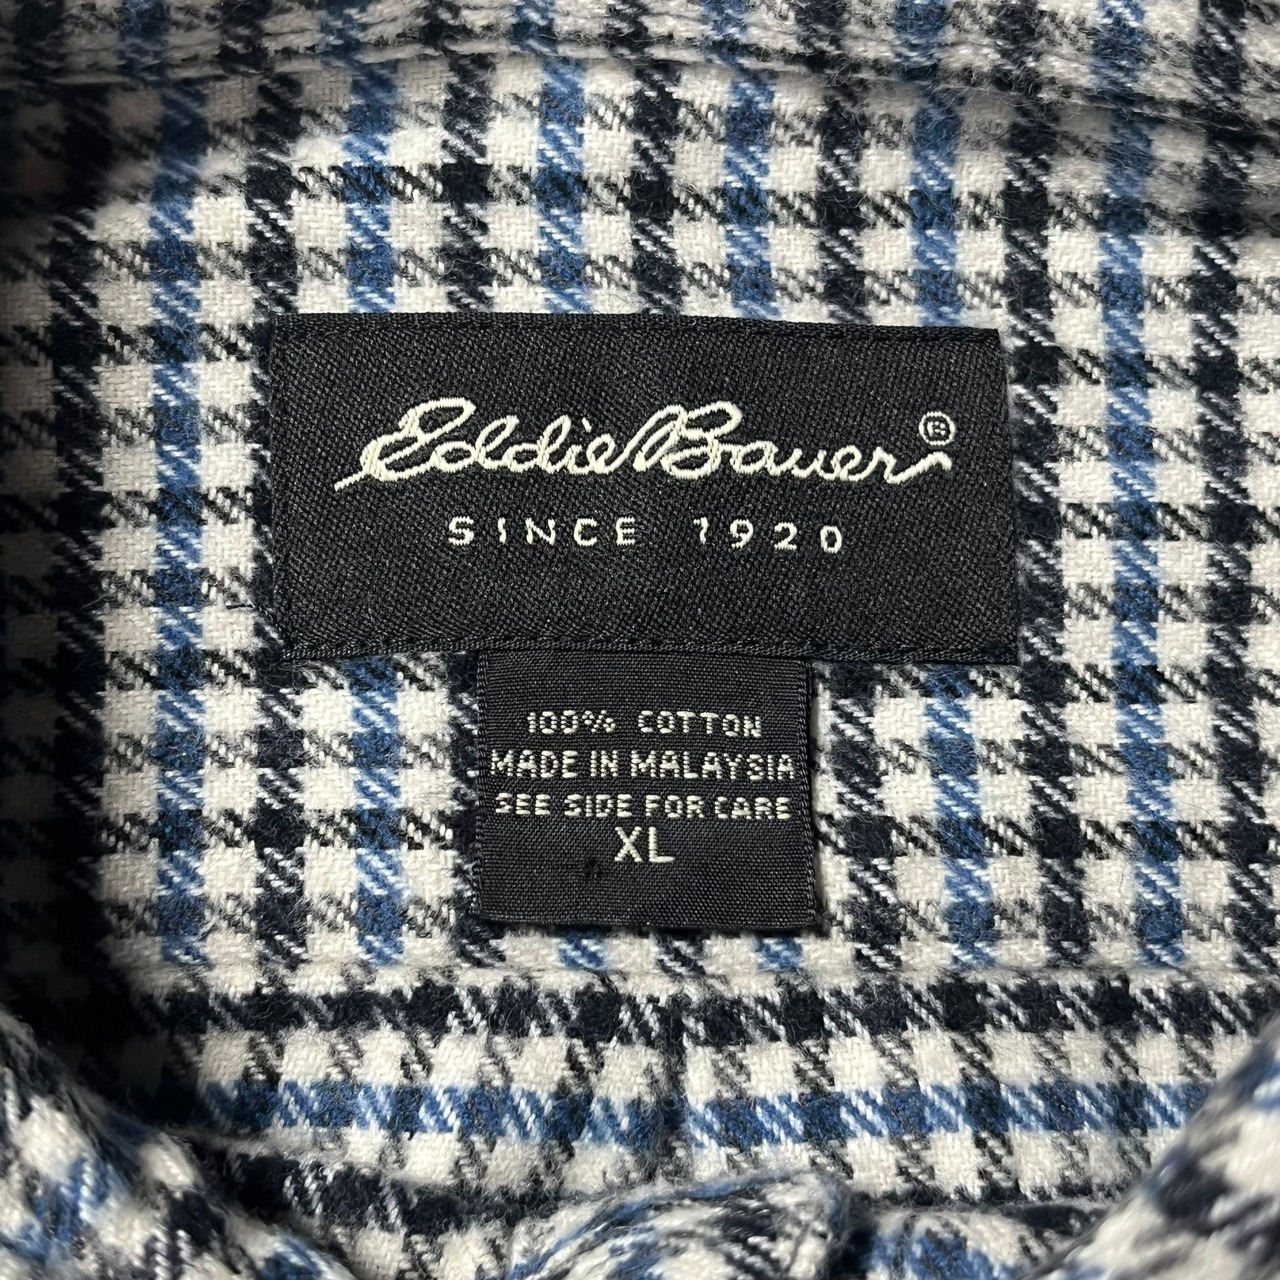 Eddie Bauer®
SINCE 1920
100% COTTON
MADE IN MALAYSIA
SEE SIDE FOR CARE
XL